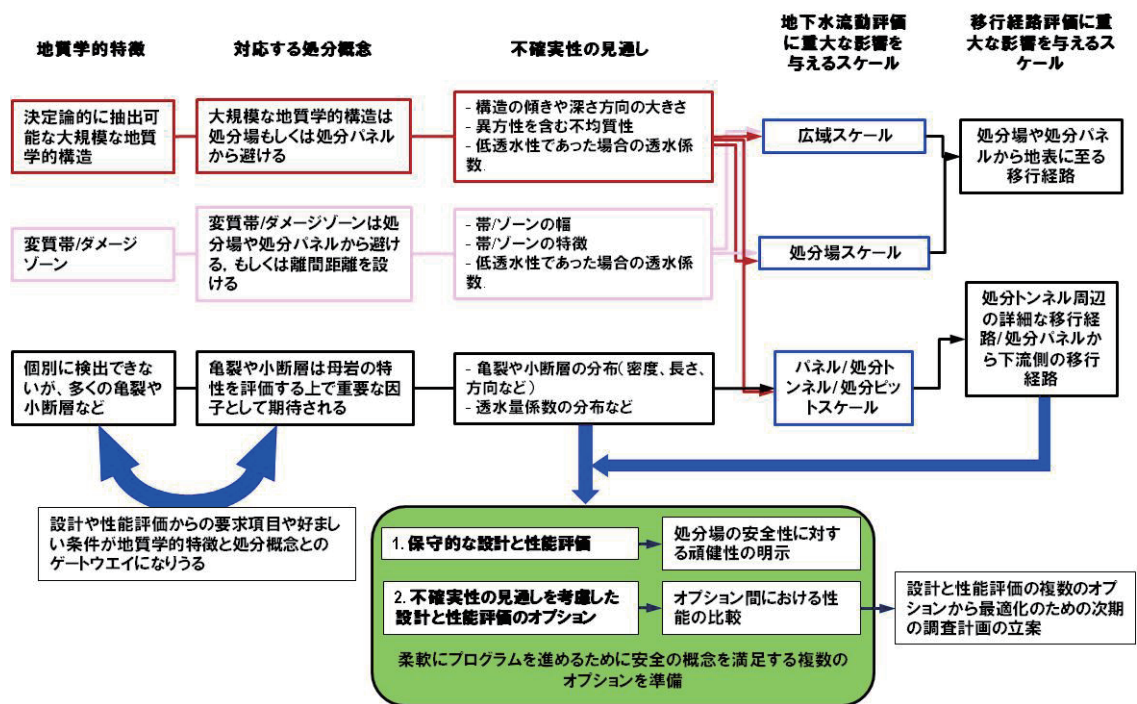 地質学的特徴
対応する処分概念
不確実性の見通し
地下水流動評価
に重大な影響を
与えるスケール
移行経路評価に重
大な影響を与えるス
ケール
決定論的に抽出可
能な大規模な地質
学的構造
大規模な地質学的構造は
処分場もしくは処分パネル
から避ける
- 構造の傾きや深さ方向の大きさ
- 異方性を含む不均質性
- 低透水性であった場合の透水係
数
広域スケール
処分場や処分パネ
ルから地表に至る
移行経路
変質帯/ダメージ
ゾーン
変質帯/ダメージゾーンは処
分場や処分パネルから避け
る，もしくは離間距離を設
ける
- 帯/ゾーンの幅
- 帯/ゾーンの特徴
- 低透水性であった場合の透水係
数
処分場スケール
個別に検出できな
いが、多くの亀裂や
小断層など
亀裂や小断層は母岩の特
性を評価する上で重要な因
子として期待される
- 亀裂や小断層の分布（密度、長さ、
方向など）
- 透水量係数の分布など
パネル/処分ト
ンネル/処分ピッ
トスケール
処分トンネル周辺
の詳細な移行経
路/処分パネルか
ら下流側の移行
経路
設計や性能評価からの要求項目や好まし
い条件が地質学的特徴と処分概念との
ゲートウエイになりうる
1. 保守的な設計と性能評価
処分場の安全性に対す
る頑健性の明示
2. 不確実性の見通しを考慮した
設計と性能評価のオプション
オプション間における性
能の比較
柔軟にプログラムを進めるために安全の概念を満足する複数の
オプションを準備
設計と性能評価の複数のオ
プションから最適化のための次期
の調査計画の立案